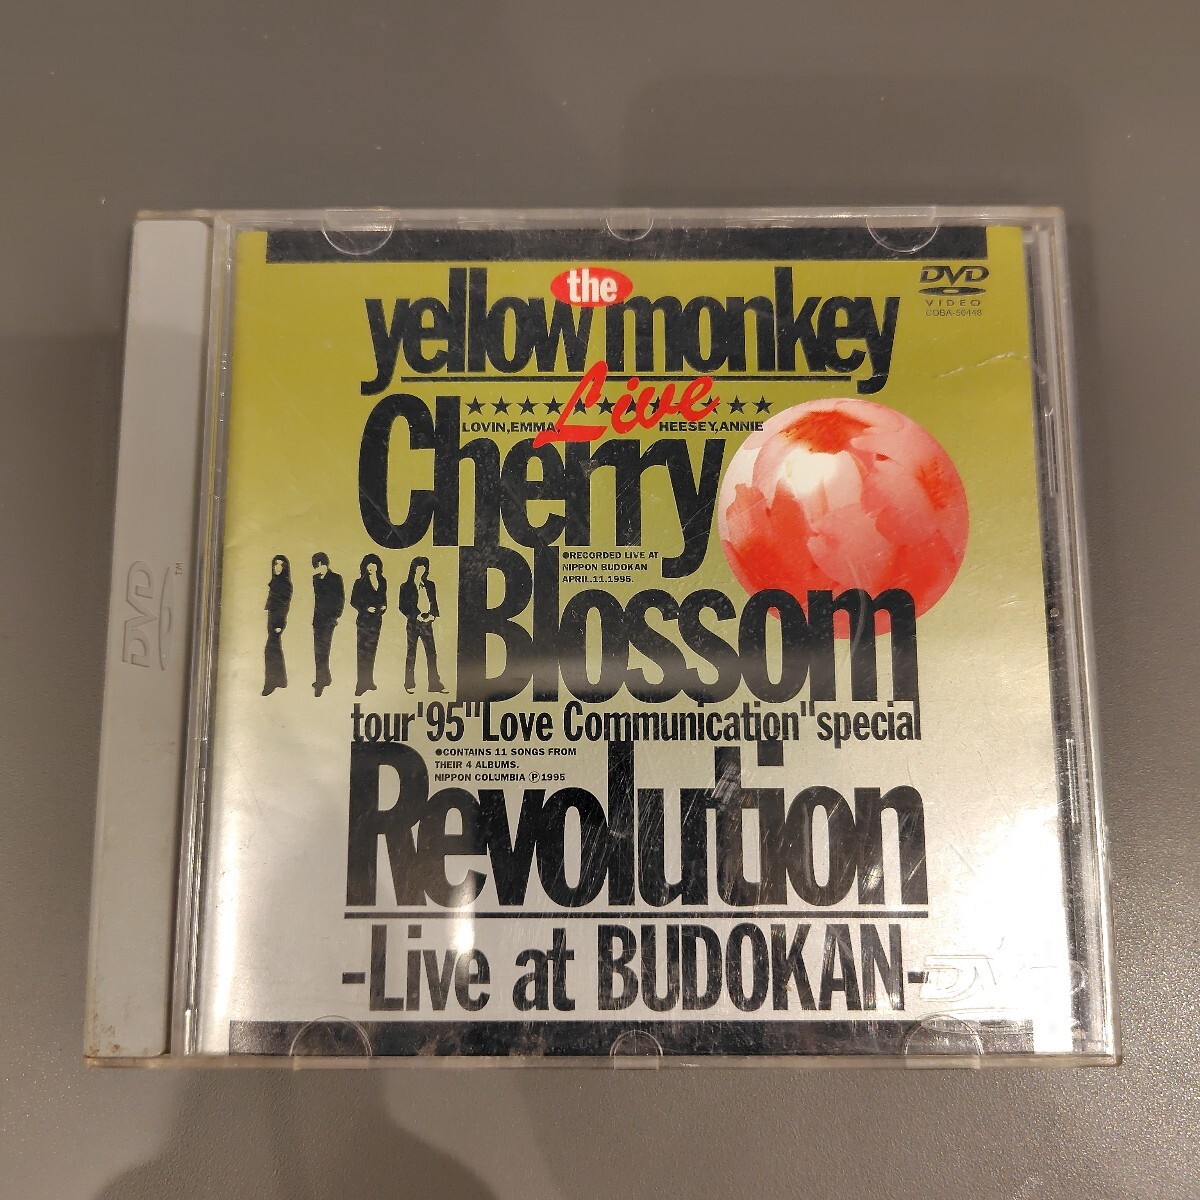 the
yellow monkey
DVD
VIDEO
COBA-50448
Live
★★★★★★★★★★★★
LOVIN,EMMA, HEESEY,ANNIE
Cherry
●RECORDED LIVE AT
NIPPON BUDOKAN
APRIL.11.1995.
Blossom
tour'95"Love Communication"special
●CONTAINS 11 SONGS FROM
THEIR 4 ALBUMS.
NIPPON COLUMBIA Ⓟ1995
Revolution
-Live at BUDOKAN-
DVD™
DVD